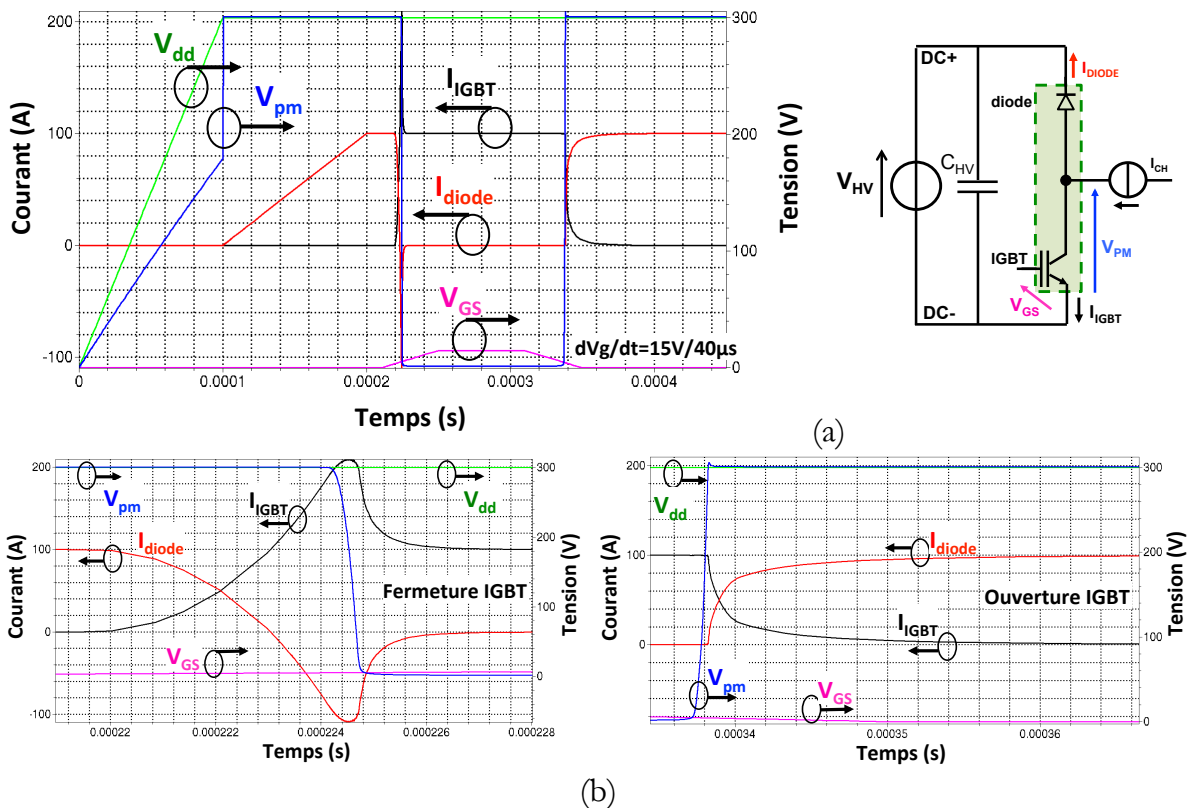 Courant (A)
200
100
0
-100
V_dd
V_pm
I_IGBT
I_diode
V_GS
dVg/dt=15V/40µs
300
200
100
0
Tension (V)
0
0.0001
0.0002
0.0003
0.0004
Temps (s)
DC+
I_DIODE
diode
V_HV
C_HV
I_CH
V_PM
IGBT
V_GS
I_IGBT
DC-
(a)
Courant (A)
200
100
0
-100
V_pm
I_IGBT
V_dd
I_diode
Fermeture IGBT
V_GS
300
200
100
0
Tension (V)
0.00022
0.000222
0.000224
0.000226
0.000228
Temps (s)
Courant (A)
200
100
0
V_dd
I_diode
Ouverture IGBT
I_IGBT
V_pm
V_GS
300
200
100
0
Tension (V)
0.00034
0.00035
0.00036
Temps (s)
(b)